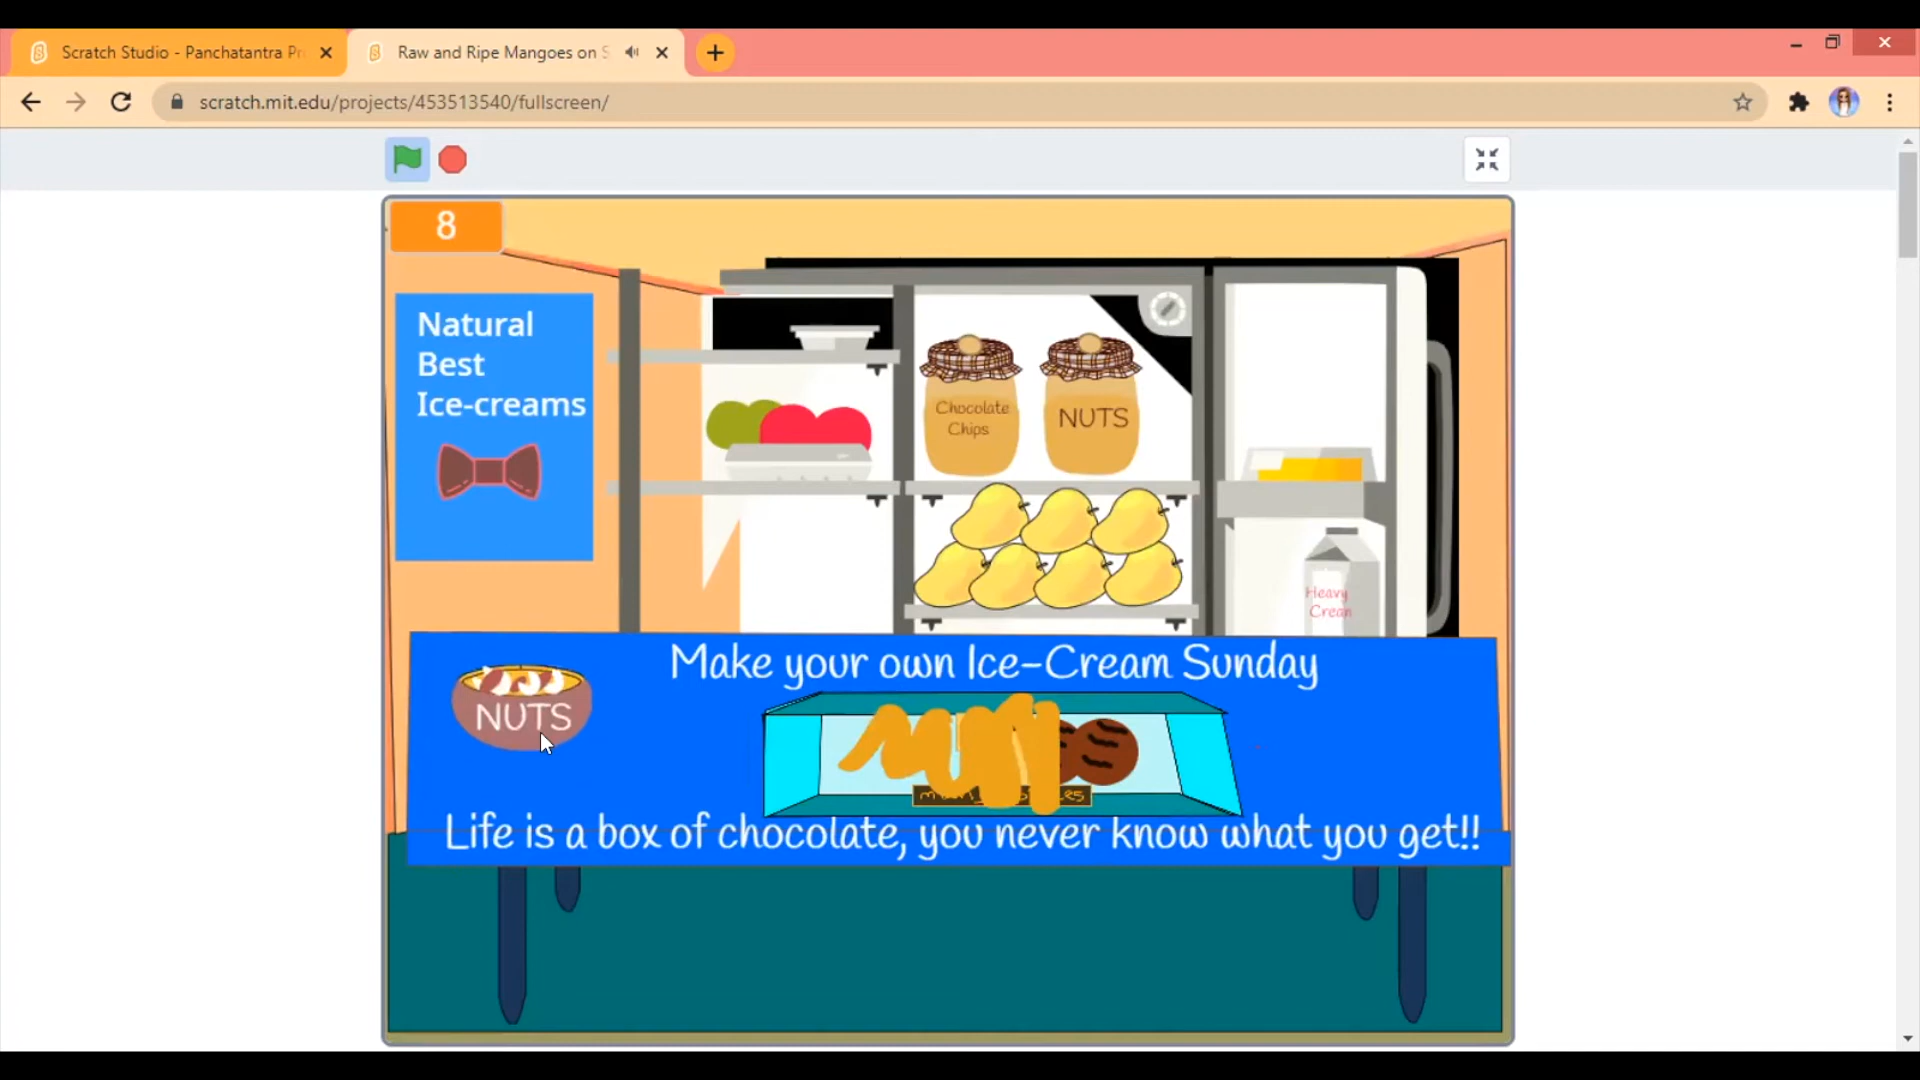 Scratch Studio - Panchatantra Pr
Raw and Ripe Mangoes on S
scratch.mit.edu/projects/453513540/fullscreen/
8
Natural
Best
Ice-creams
Chocolate
Chips
NUTS
Heavy
Crean
Make your own Ice-Cream Sunday
NUTS
Life is a box of chocolate, you never know what you get!!